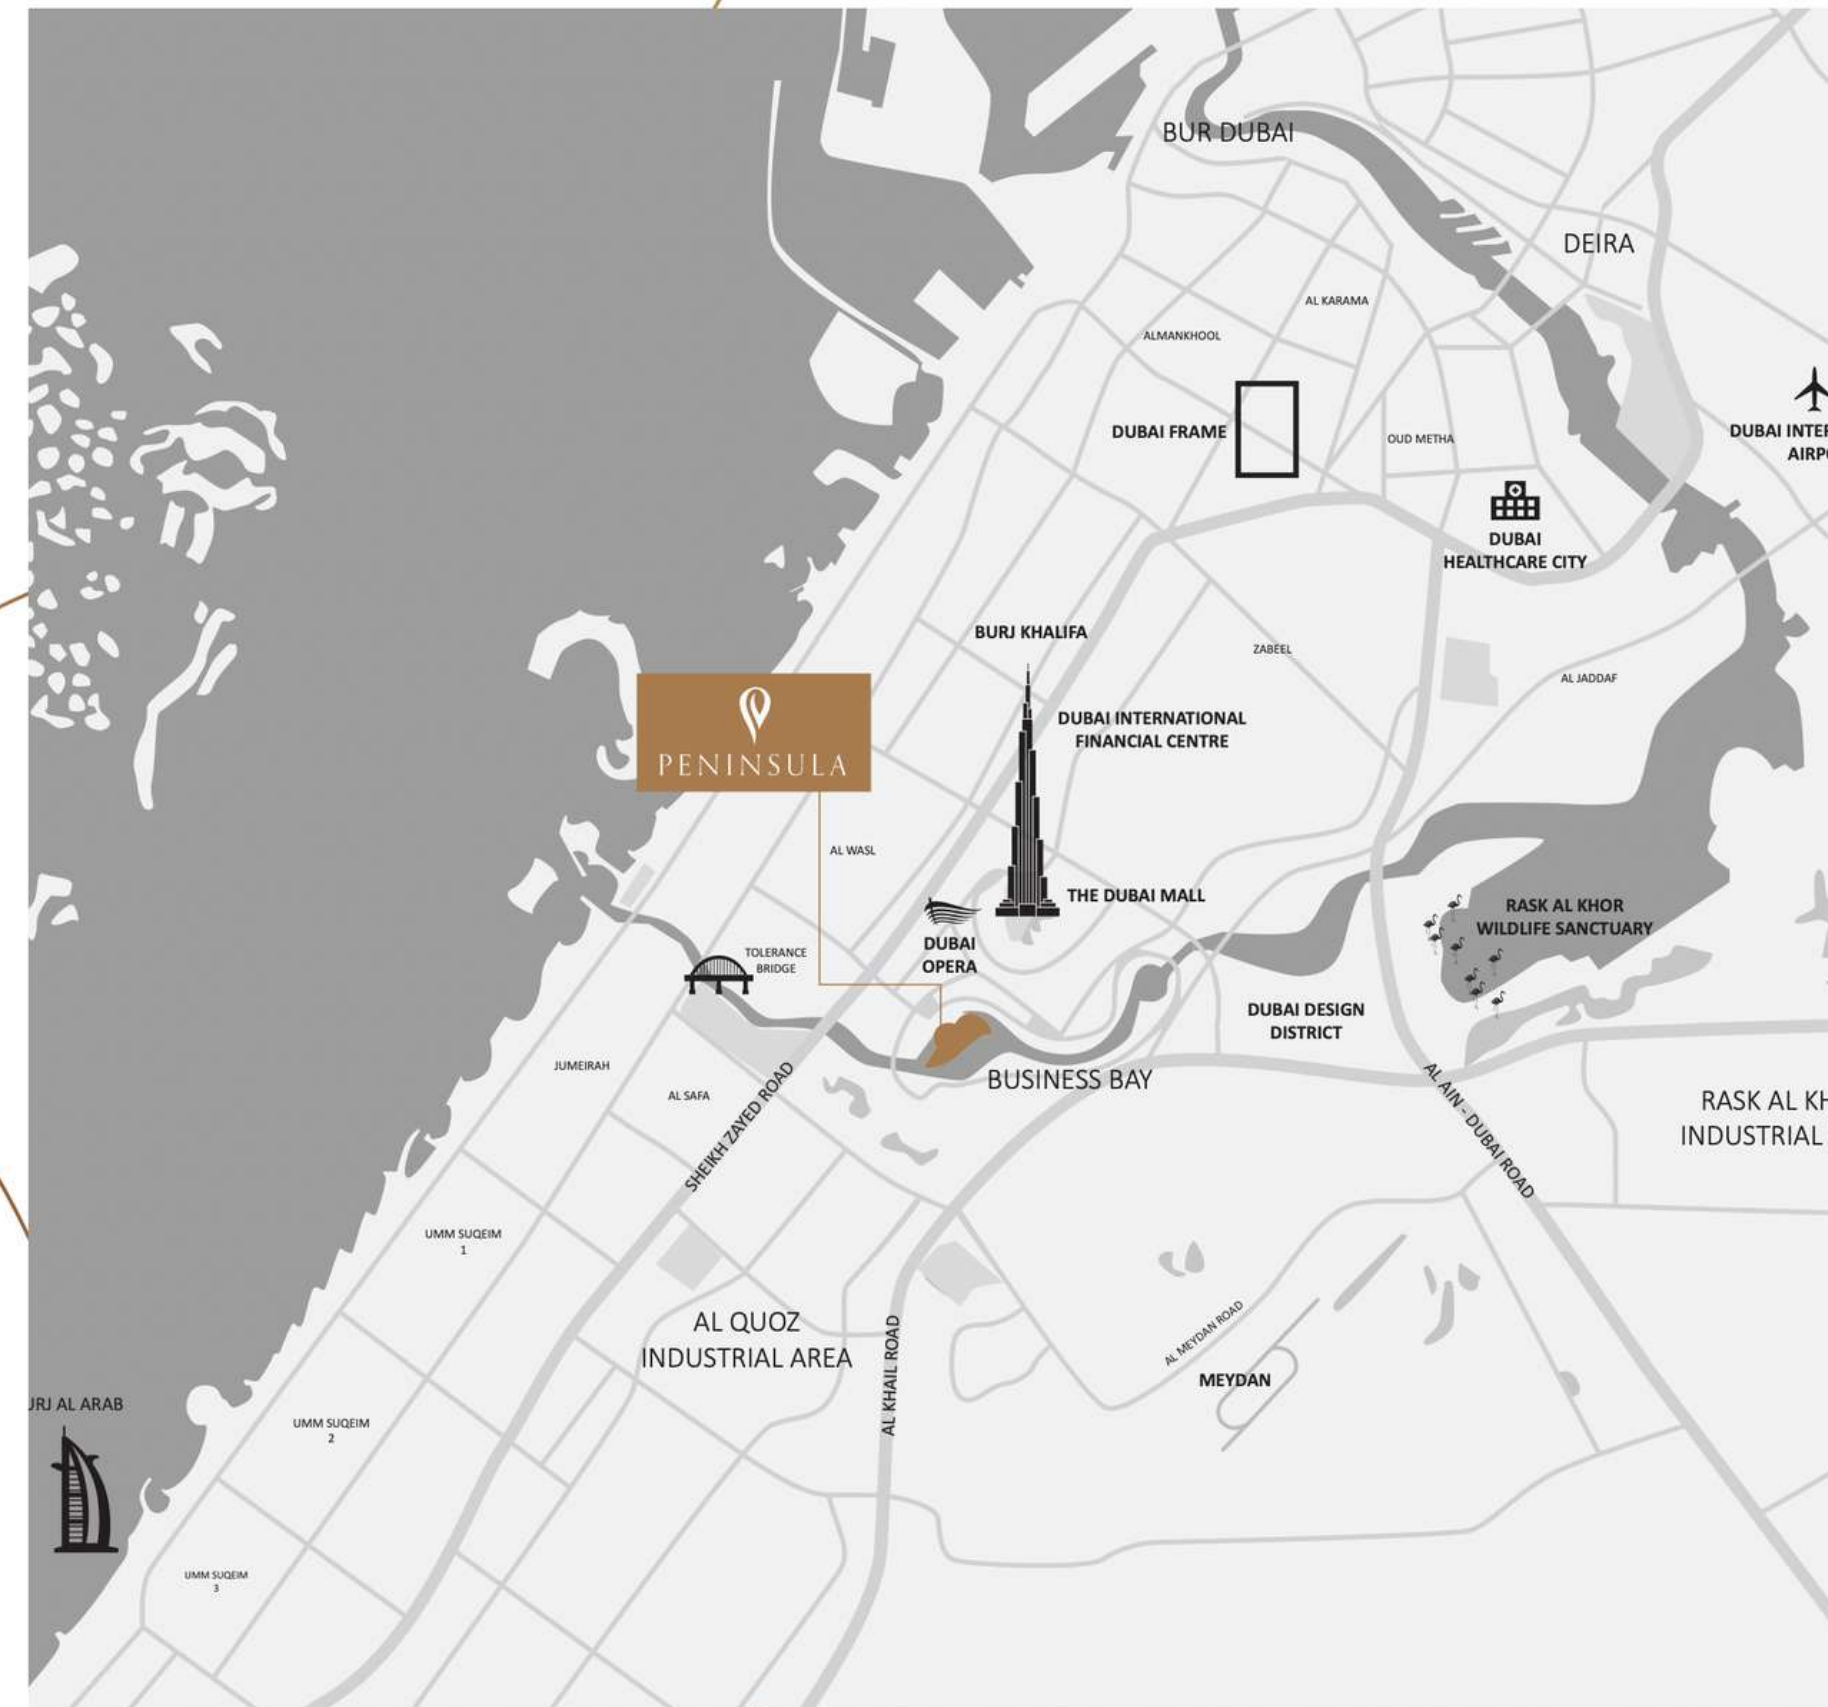 BUR DUBAI
DEIRA
AL KARAMA
ALMANKHOOL
DUBAI FRAME
OUD METHA
DUBAI INTER
AIRP
DUBAI
HEALTHCARE CITY
BURJ KHALIFA
ZABEEL
AL JADDAF
DUBAI INTERNATIONAL
FINANCIAL CENTRE
PENINSULA
AL WASL
THE DUBAI MALL
RASK AL KHOR
WILDLIFE SANCTUARY
DUBAI
OPERA
TOLERANCE
BRIDGE
DUBAI DESIGN
DISTRICT
JUMEIRAH
AL SAFA
BUSINESS BAY
SHEIKH ZAYED ROAD
AL AIN - DUBAI ROAD
RASK AL KH
INDUSTRIAL
UMM SUQEIM
1
AL QUOZ
INDUSTRIAL AREA
AL KHAIL ROAD
AL MEYDAN ROAD
MEYDAN
URJ AL ARAB
UMM SUQEIM
2
UMM SUQEIM
3